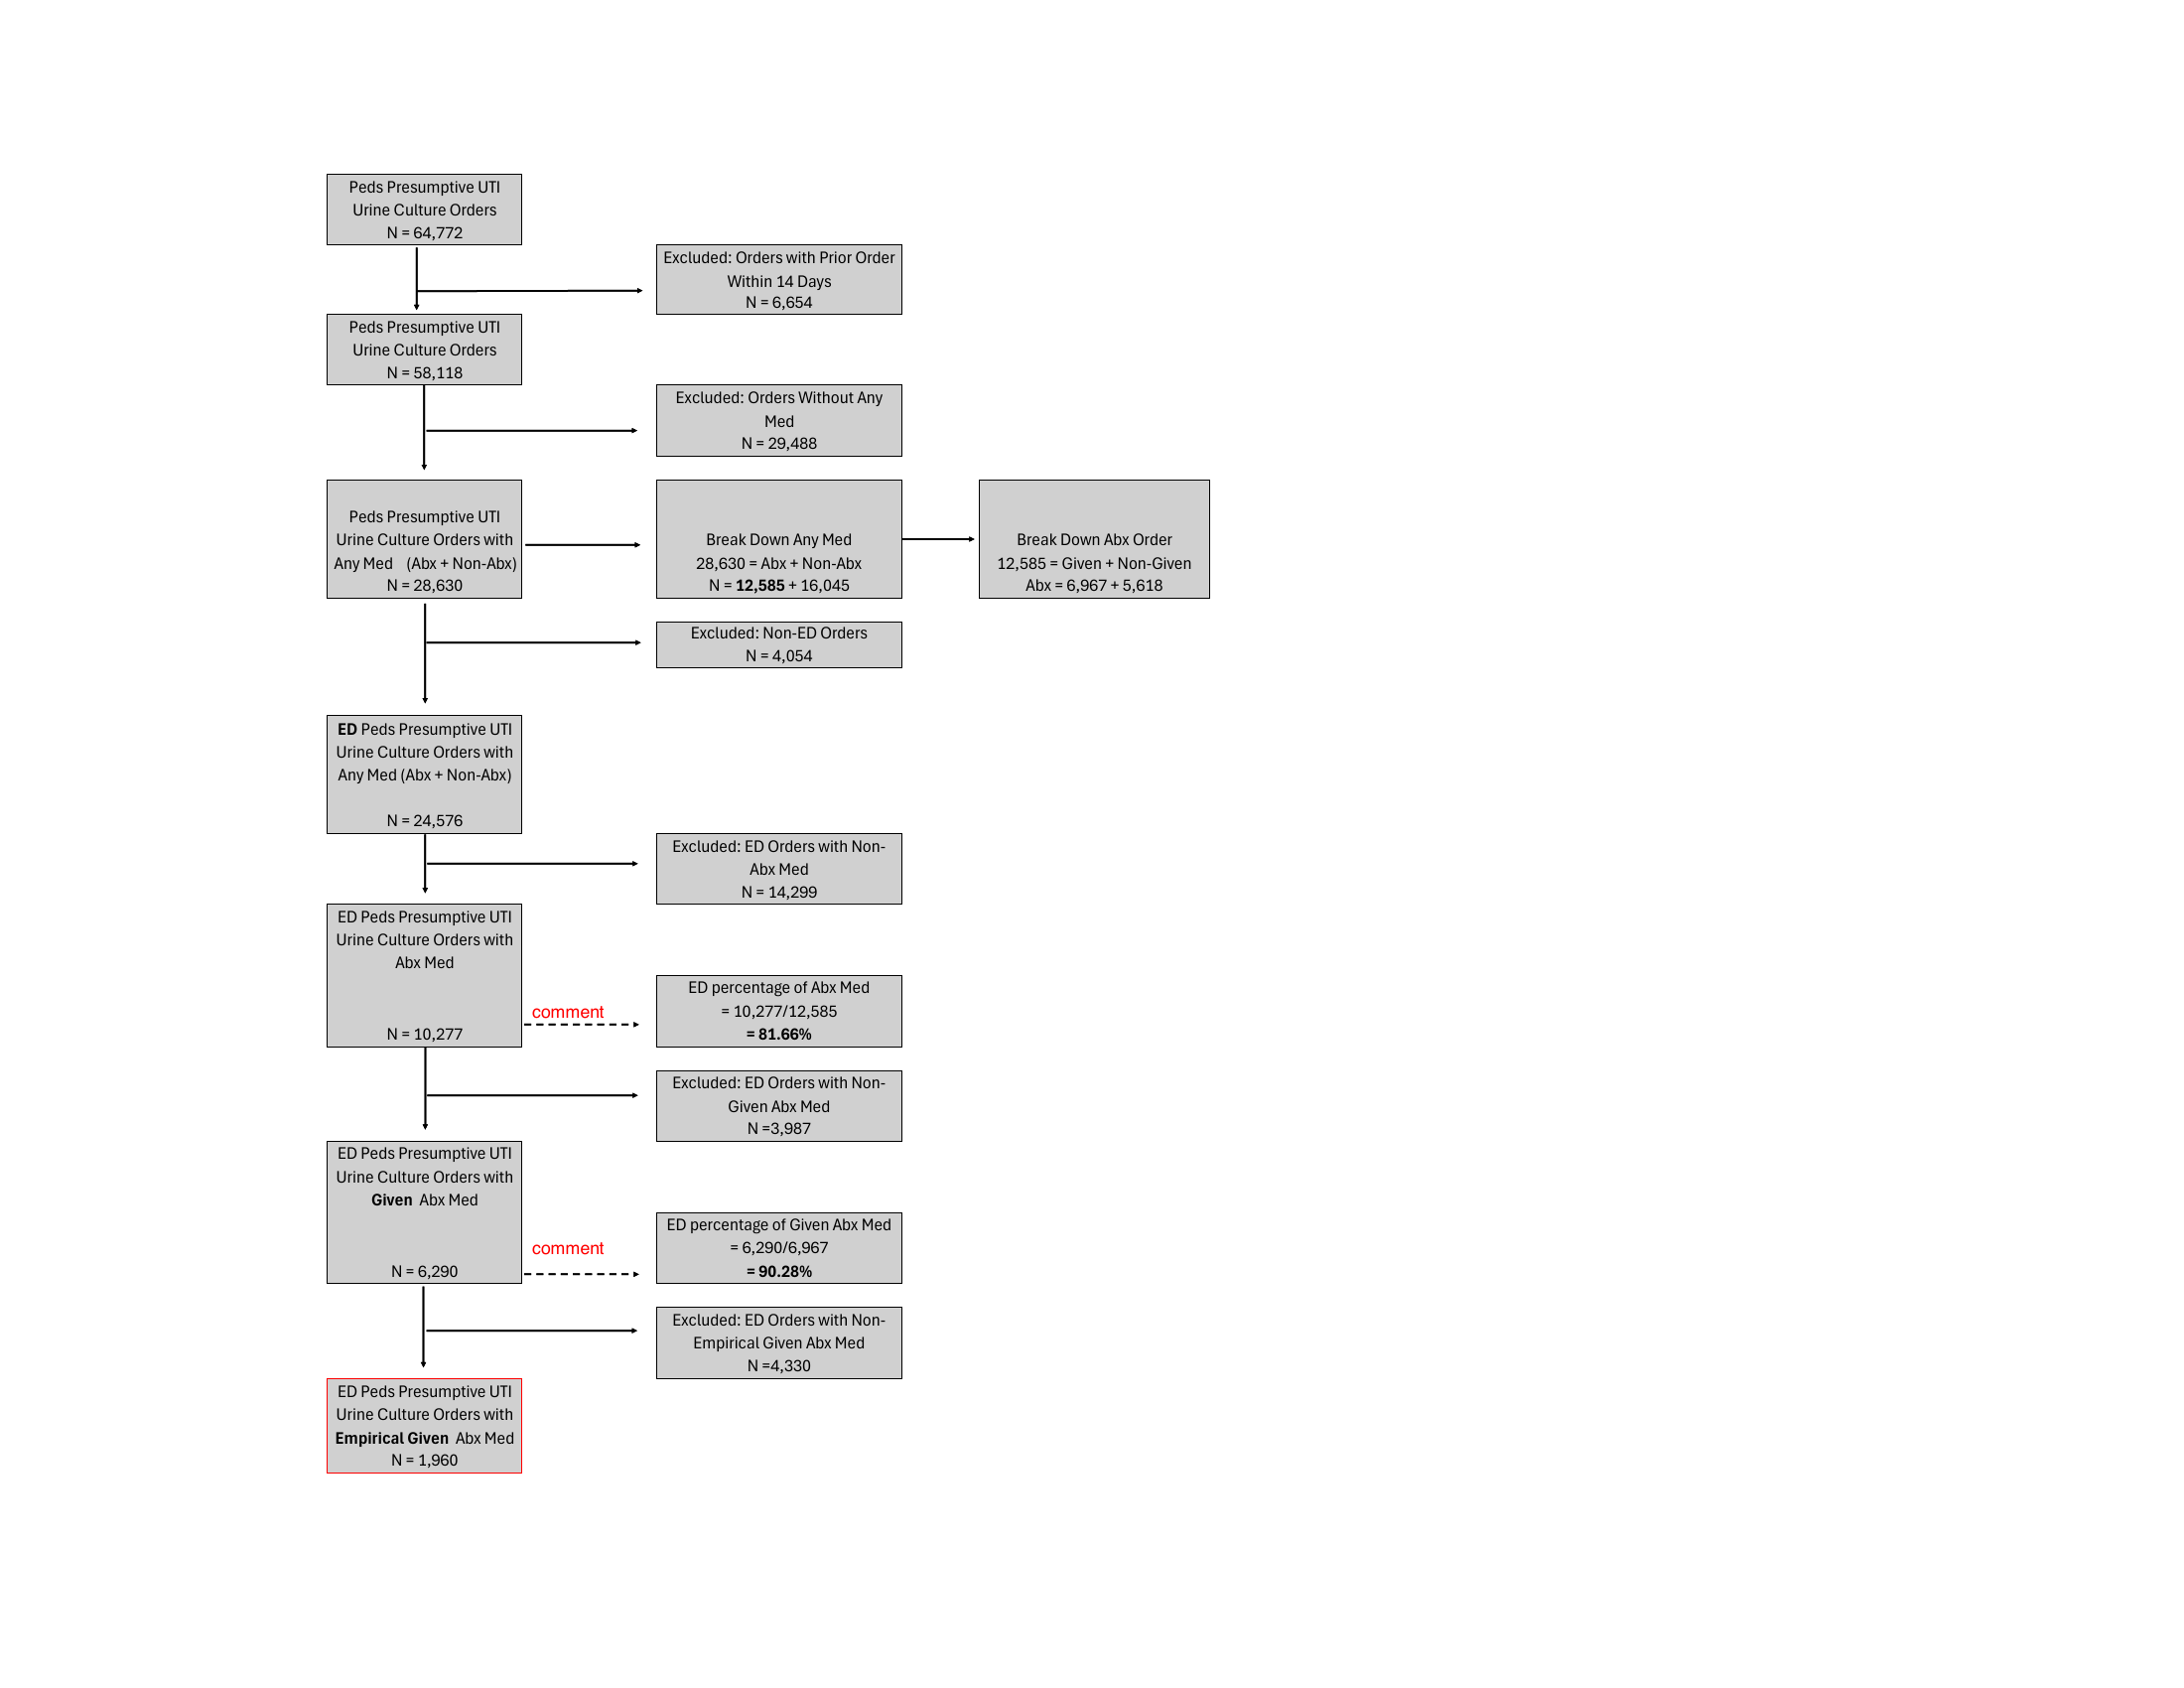 Peds Presumptive UTI
Urine Culture Orders
N = 64,772
Excluded: Orders with Prior Order
Within 14 Days
N = 6,654
Peds Presumptive UTI
Urine Culture Orders
N = 58,118
Excluded: Orders Without Any
Med
N = 29,488
Peds Presumptive UTI
Urine Culture Orders with
Any Med (Abx + Non-Abx)
N = 28,630
Break Down Any Med
28,630 = Abx + Non-Abx
N = 12,585 + 16,045
Break Down Abx Order
12,585 = Given + Non-Given
Abx = 6,967 + 5,618
Excluded: Non-ED Orders
N = 4,054
ED Peds Presumptive UTI
Urine Culture Orders with
Any Med (Abx + Non-Abx)
N = 24,576
Excluded: ED Orders with Non-
Abx Med
N = 14,299
ED Peds Presumptive UTI
Urine Culture Orders with
Abx Med
N = 10,277
comment
ED percentage of Abx Med
= 10,277/12,585
= 81.66%
Excluded: ED Orders with Non-
Given Abx Med
N =3,987
ED Peds Presumptive UTI
Urine Culture Orders with
Given Abx Med
N = 6,290
comment
ED percentage of Given Abx Med
= 6,290/6,967
= 90.28%
Excluded: ED Orders with Non-
Empirical Given Abx Med
N =4,330
ED Peds Presumptive UTI
Urine Culture Orders with
Empirical Given Abx Med
N = 1,960